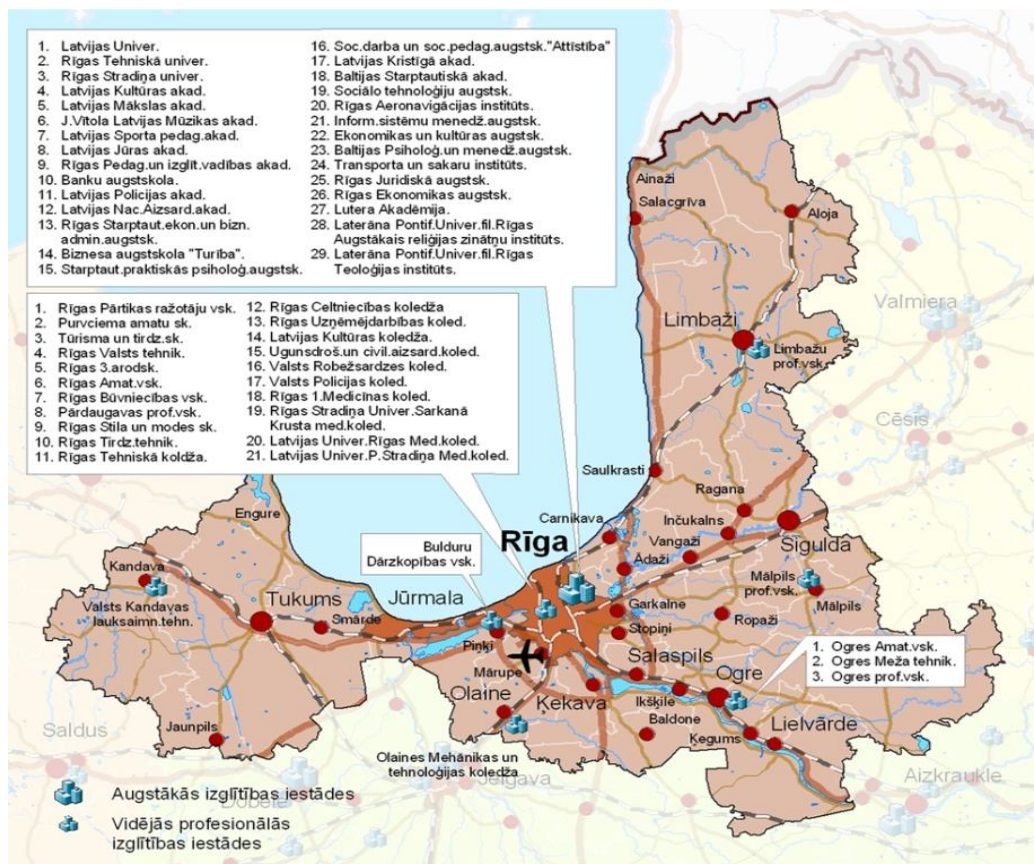 1. Latvijas Univer.
2. Rīgas Tehniskā univer.
3. Rīgas Stradiņa univer.
4. Latvijas Kultūras akad.
5. Latvijas Mākslas akad.
6. J.Vītola Latvijas Mūzikas akad.
7. Latvijas Sporta pedag.akad.
8. Latvijas Jūras akad.
9. Rīgas Pedag.un izglīt.vadības akad.
10. Banku augstskola.
11. Latvijas Policijas akad.
12. Latvijas Nac.Aizsard.akad.
13. Rīgas Starptaut.ekon.un bizn.
admin.augstsk.
14. Biznesa augstskola "Turība".
15. Starptaut.praktiskās psiholoģ.augstsk.
16. Soc.darba un soc.pedag.augstsk."Attīstība"
17. Latvijas Kristīgā akad.
18. Baltijas Starptautiskā akad.
19. Sociālo tehnoloģiju augstsk.
20. Rīgas Aeronavigācijas institūts.
21. Inform.sistēmu menedž.augstsk.
22. Ekonomikas un kultūras augstsk.
23. Baltijas Psiholoģ.un menedž.augstsk.
24. Transporta un sakaru institūts.
25. Rīgas Juridiskā augstsk.
26. Rīgas Ekonomikas augstsk.
27. Lutera Akadēmija.
28. Laterāna Pontif.Univer.fil.Rīgas
Augstākais reliģijas zinātņu institūts.
29. Laterāna Pontif.Univer.fil.Rīgas
Teoloģijas institūts.
1. Rīgas Pārtikas ražotāju vsk.
2. Purvciema amatu sk.
3. Tūrisma un tirdz.sk.
4. Rīgas Valsts tehnik.
5. Rīgas 3.arodsk.
6. Rīgas Amat.vsk.
7. Rīgas Būvniecības vsk.
8. Pārdaugavas prof.vsk.
9. Rīgas Stila un modes sk.
10. Rīgas Tirdz.tehnik.
11. Rīgas Tehniskā koldža.
12. Rīgas Celtniecības koledža
13. Rīgas Uzņēmējdarbības koled.
14. Latvijas Kultūras koledža.
15. Ugunsdroš.un civil.aizsard.koled.
16. Valsts Robežsardzes koled.
17. Valsts Policijas koled.
18. Rīgas 1.Medicīnas koled.
19. Rīgas Stradiņa Univer.Sarkanā
Krusta med.koled.
20. Latvijas Univer.Rīgas Med.koled.
21. Latvijas Univer.P.Stradiņa Med.koled.
Ainaži
Salacgrīva
Aloja
Valmiera
Limbaži
Limbažu
prof.vsk.
Cēsis
Saulkrasti
Ragana
Engure
Carnikava
Inčukalns
Rīga
Vangaži
Sigulda
Bulduru
Dārzkopības vsk.
Ādaži
Kandava
Mālpils
prof.vsk.
Valsts Kandavas
lauksaimn.tehn.
Tukums
Jūrmala
Garkalne
Mālpils
Smārde
Stopiņi
Ropaži
Piņķi
Mārupe
Salaspils
Ogre
1. Ogres Amat.vsk.
2. Ogres Meža tehnik.
3. Ogres prof.vsk.
Olaine
Ķekava
Ikšķile
Baldone
Lielvārde
Saldus
Jaunpils
Ķegums
Olaines Mehānikas un
tehnoloģijas koledža
Jelgava
Aizkraukle
Dobele
Augstākās izglītības iestādes
Vidējās profesionālās
izglītības iestādes